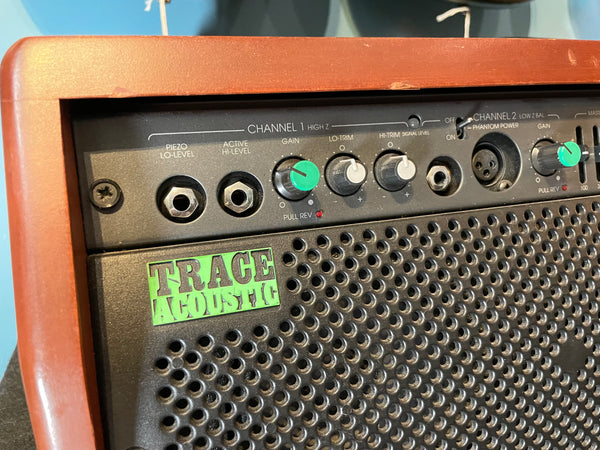 CHANNEL 1 HIGH Z
PIEZO
LO-LEVEL
ACTIVE
HI-LEVEL
GAIN
LO-TRIM
HI-TRIM
SIGNAL LEVEL
PULL REV
OFF
ON
CHANNEL 2 LOW Z BAL
PHANTOM POWER
GAIN
PULL REV
100
TRACE
ACOUSTIC